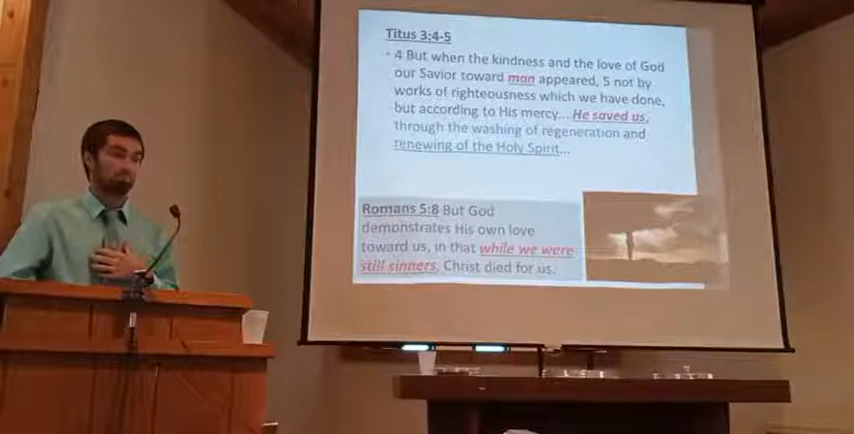 Titus 3:4-5
• 4 But when the kindness and the love of God
our Savior toward man appeared, 5 not by
works of righteousness which we have done,
but according to His mercy... He saved us,
through the washing of regeneration and
renewing of the Holy Spirit...
Romans 5:8 But God
demonstrates His own love
toward us, in that while we were
still sinners, Christ died for us.